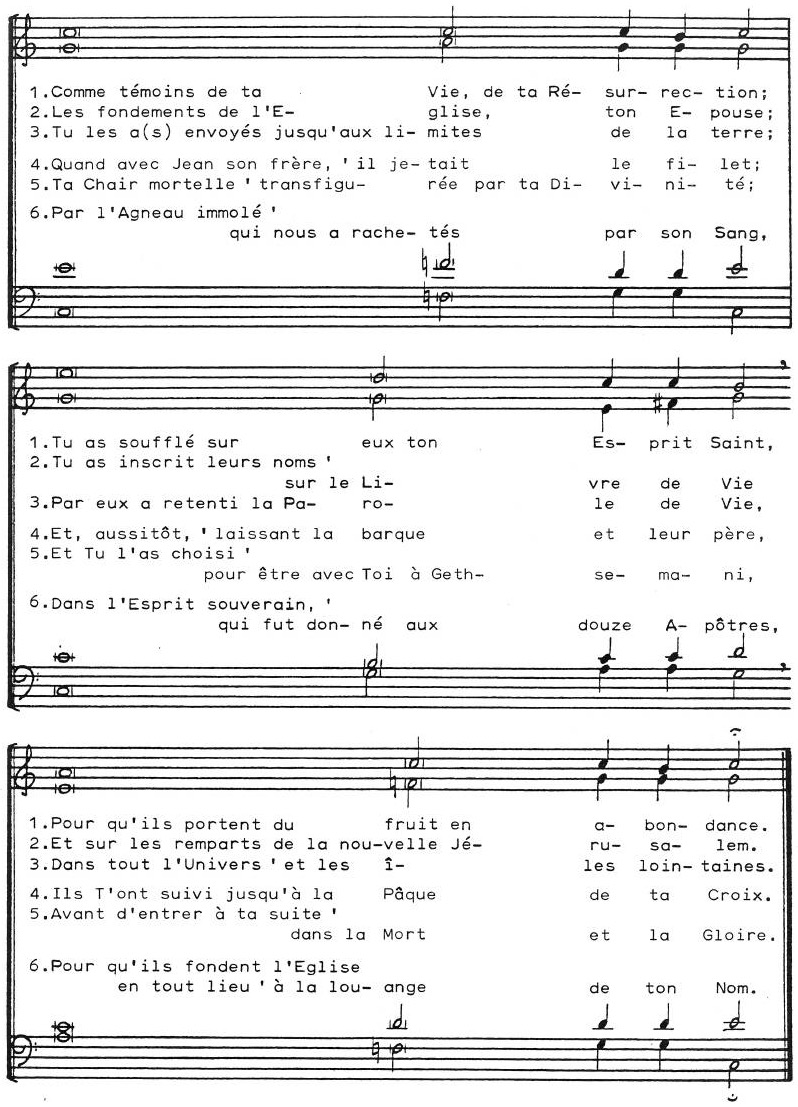 1.Comme témoins de ta Vie, de ta Ré- sur- rec- tion;
2.Les fondements de l'E- glise, ton E- pouse;
3.Tu les a(s) envoyés jusqu'aux li- mites de la terre;
4.Quand avec Jean son frère, ' il je- tait le fi- let;
5.Ta Chair mortelle ' transfigu- rée par ta Di- vi- ni- té;
6.Par l'Agneau immolé '
qui nous a rache- tés par son Sang,
1.Tu as soufflé sur eux ton Es- prit Saint,
2.Tu as inscrit leurs noms '
sur le Li- vre de Vie
3.Par eux a retenti la Pa- ro- le de Vie,
4.Et, aussitôt, ' laissant la barque et leur père,
5.Et Tu l'as choisi '
pour être avec Toi à Geth- se- ma- ni,
6.Dans l'Esprit souverain, '
qui fut don- né aux douze A- pôtres,
1.Pour qu'ils portent du fruit en a- bon- dance.
2.Et sur les remparts de la nou- velle Jé- ru- sa- lem.
3.Dans tout l'Univers ' et les î- les loin- taines.
4.Ils T'ont suivi jusqu'à la Pâque de ta Croix.
5.Avant d'entrer à ta suite '
dans la Mort et la Gloire.
6.Pour qu'ils fondent l'Eglise
en tout lieu ' à la lou- ange de ton Nom.